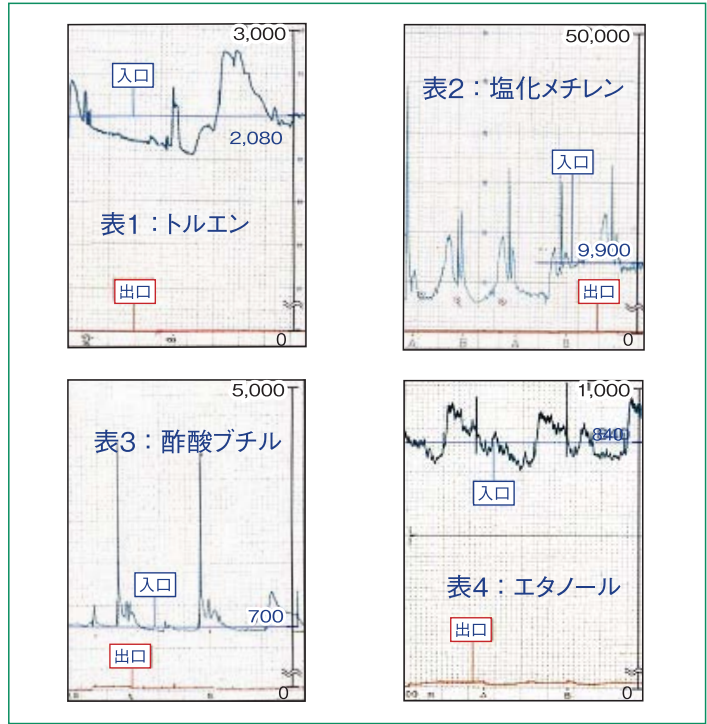 3,000
入口
2,080
表1：トルエン
出口
0
50,000
表2：塩化メチレン
入口
9,900
出口
0
A
B
A
B
5,000
表3：酢酸ブチル
入口
700
出口
0
1,000
入口
表4：エタノール
出口
0